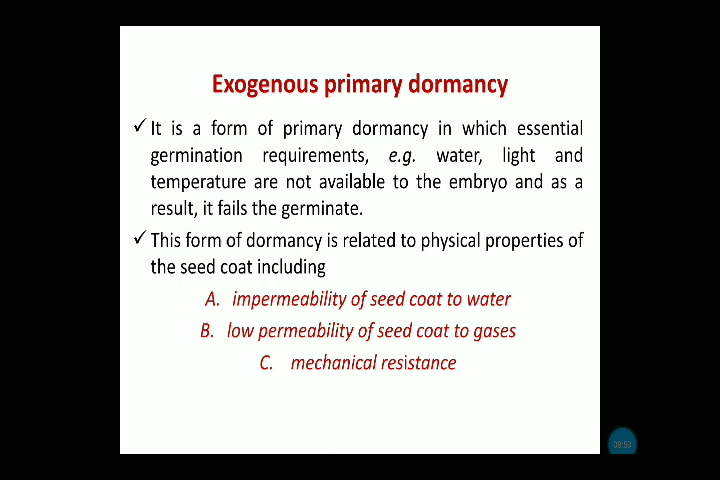 Exogenous primary dormancy
✓ It is a form of primary dormancy in which essential
germination requirements, e.g. water, light and
temperature are not available to the embryo and as a
result, it fails the germinate.
✓ This form of dormancy is related to physical properties of
the seed coat including
A. impermeability of seed coat to water
B. low permeability of seed coat to gases
C. mechanical resistance
08:53